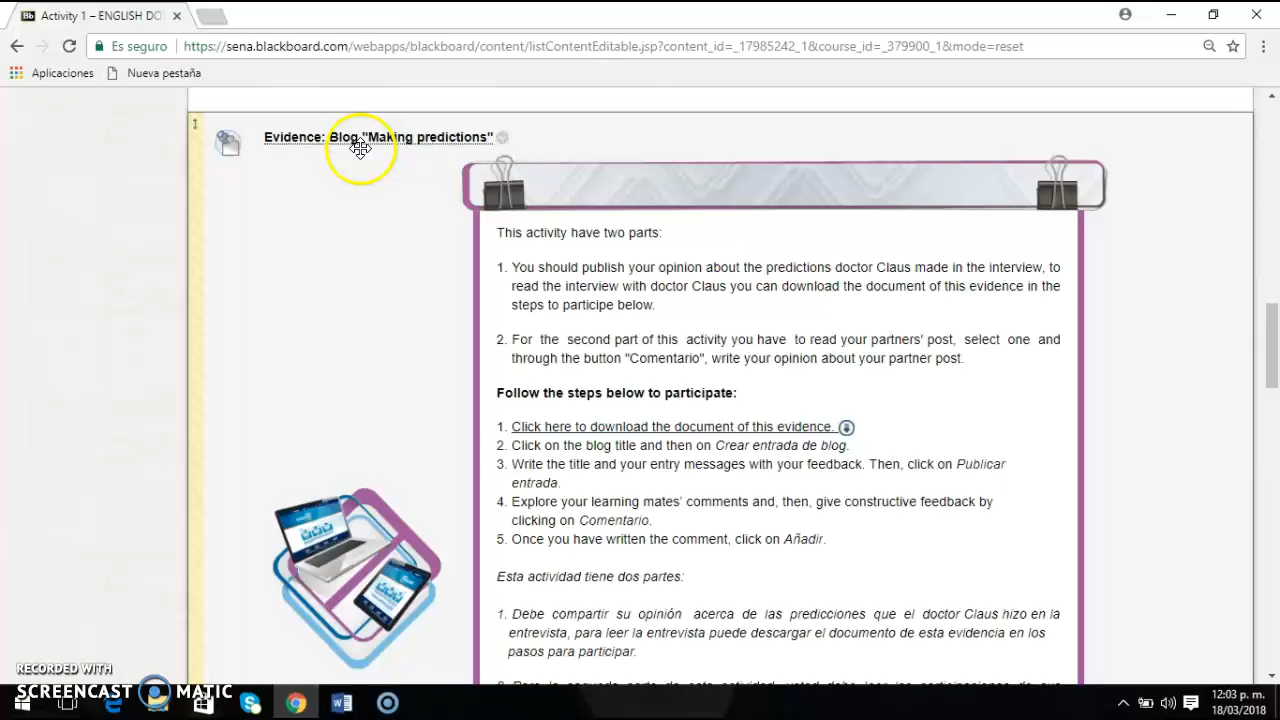 Activity 1 – ENGLISH DO
Es seguro
https://sena.blackboard.com/webapps/blackboard/content/listContentEditable.jsp?content_id=_17985242_1&course_id=_379900_1&mode=reset
Aplicaciones
Nueva pestaña
Evidence: Blog "Making predictions"
This activity have two parts:
1. You should publish your opinion about the predictions doctor Claus made in the interview, to
read the interview with doctor Claus you can download the document of this evidence in the
steps to participe below.
2. For the second part of this activity you have to read your partners' post, select one and
through the button "Comentario", write your opinion about your partner post.
Follow the steps below to participate:
1. Click here to download the document of this evidence.
2. Click on the blog title and then on Crear entrada de blog.
3. Write the title and your entry messages with your feedback. Then, click on Publicar
entrada.
4. Explore your learning mates' comments and, then, give constructive feedback by
clicking on Comentario.
5. Once you have written the comment, click on Añadir.
Esta actividad tiene dos partes:
1. Debe compartir su opinión acerca de las predicciones que el doctor Claus hizo en la
entrevista, para leer la entrevista puede descargar el documento de esta evidencia en los
pasos para participar.
RECORDED WITH
SCREENCAST MATIC
12:03 p. m.
18/03/2018